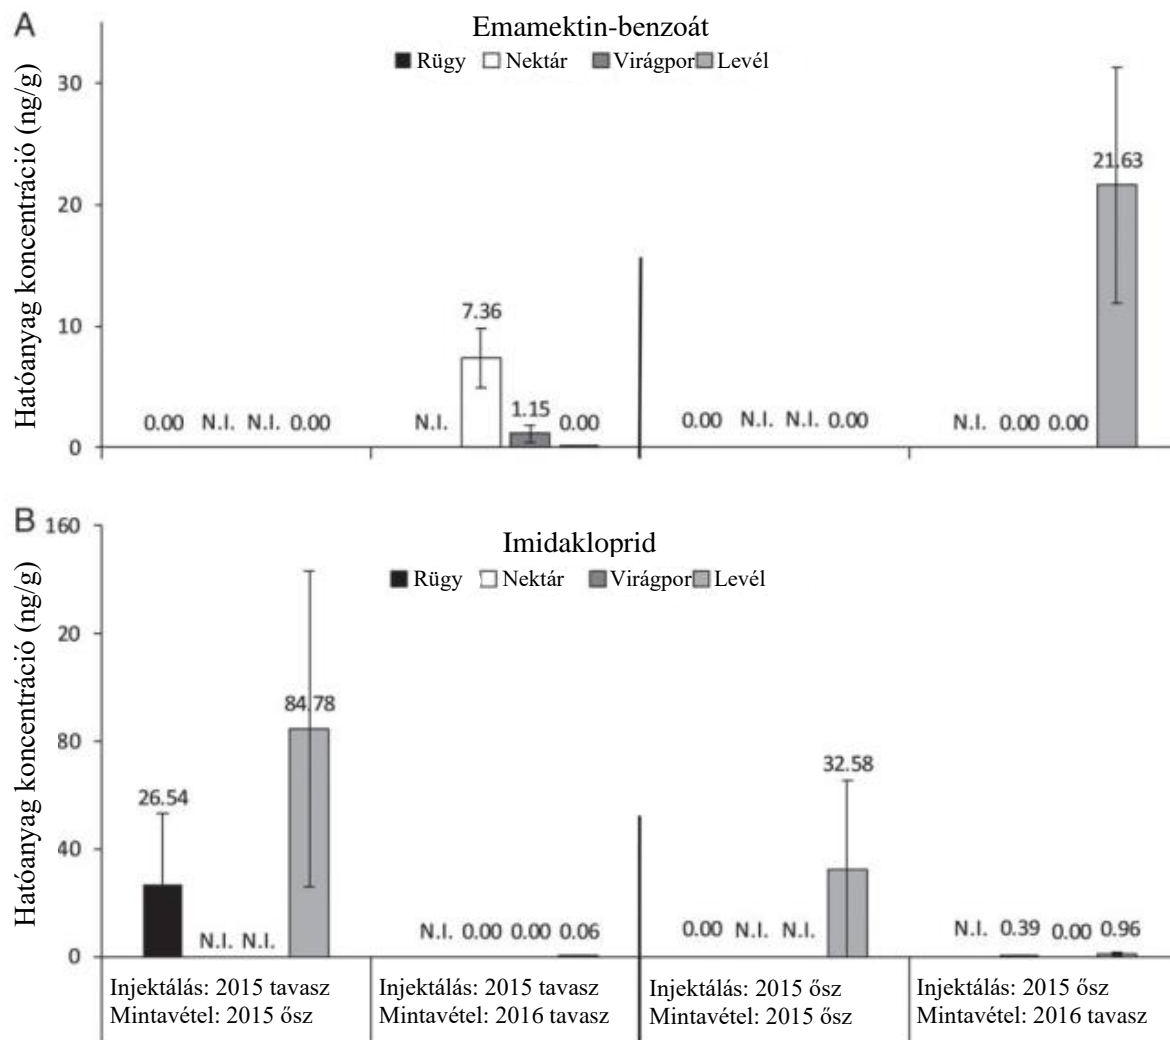 A
Emamektin-benzoát
Rügy Nektár Virágpor Levél
Hatóanyag koncentráció (ng/g)
30
20
10
0
0.00 N.I. N.I. 0.00
N.I. 7.36 1.15 0.00
0.00 N.I. N.I. 0.00
N.I. 0.00 0.00 21.63
B
Imidakloprid
Rügy Nektár Virágpor Levél
Hatóanyag koncentráció (ng/g)
160
20
80
40
0
26.54 N.I. N.I. 84.78
N.I. 0.00 0.00 0.06
0.00 N.I. N.I. 32.58
N.I. 0.39 0.00 0.96
Injektálás: 2015 tavasz
Mintavétel: 2015 ősz
Injektálás: 2015 tavasz
Mintavétel: 2016 tavasz
Injektálás: 2015 ősz
Mintavétel: 2015 ősz
Injektálás: 2015 ősz
Mintavétel: 2016 tavasz